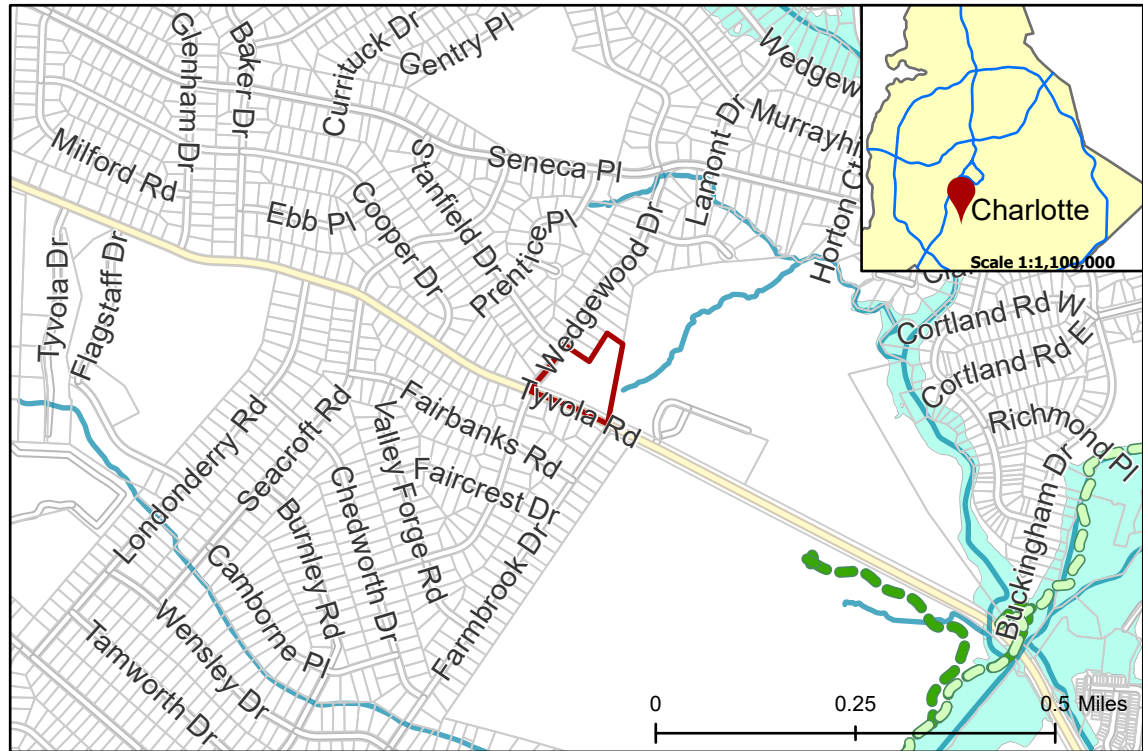 Glenham Dr
Baker Dr
Currituck Dr
Gentry Pl
Milford Rd
Ebb Pl
Cooper Dr
Stanfield Dr
Seneca Pl
Prentice Pl
Wedgewood Dr
Lamont Dr
Wedgew
Murrayhi
Horton Ct
Charlotte
Scale 1:1,100,000
Cortland Rd W
Cortland Rd E
Richmond Pl
Buckingham Dr
Tyvola Dr
Flagstaff Dr
Tyvola Rd
Londonderry Rd
Seacroft Rd
Fairbanks Rd
Valley Forge Rd
Faircrest Dr
Chedworth Dr
Burnley Rd
Camborne Pl
Farmbrook Dr
Wensley Dr
Tamworth Dr
0 0.25 0.5 Miles